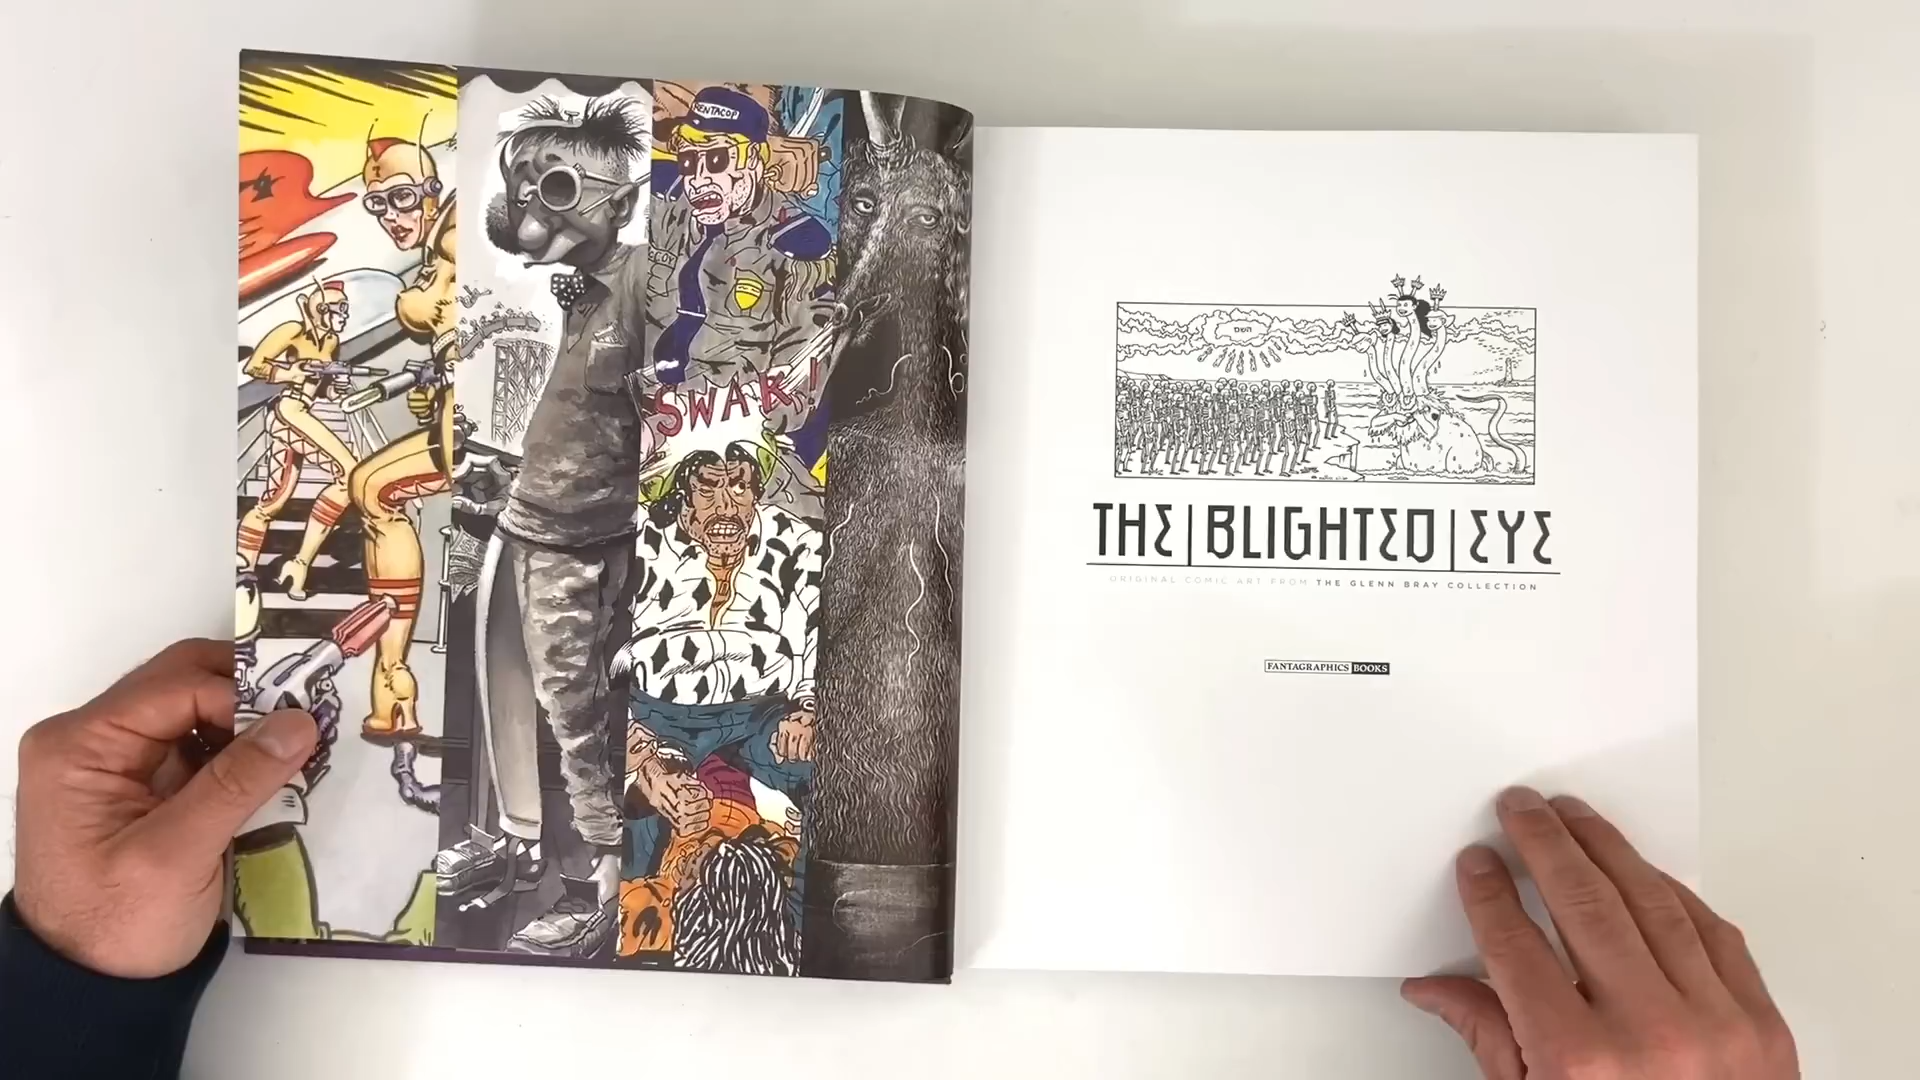 RENTACOP
SWAK!
THE BLIGHTED EYE
ORIGINAL COMIC ART FROM THE GLENN BRAY COLLECTION
FANTAGRAPHICS BOOKS